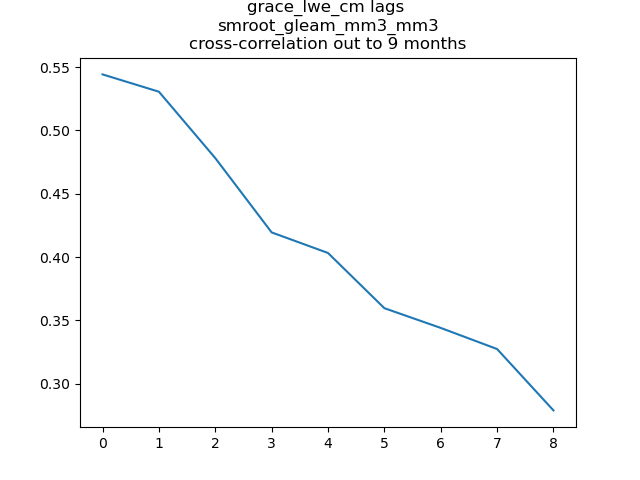 grace_lwe_cm lags
smroot_gleam_mm3_mm3
cross-correlation out to 9 months
0.55
0.50
0.45
0.40
0.35
0.30
0 1 2 3 4 5 6 7 8